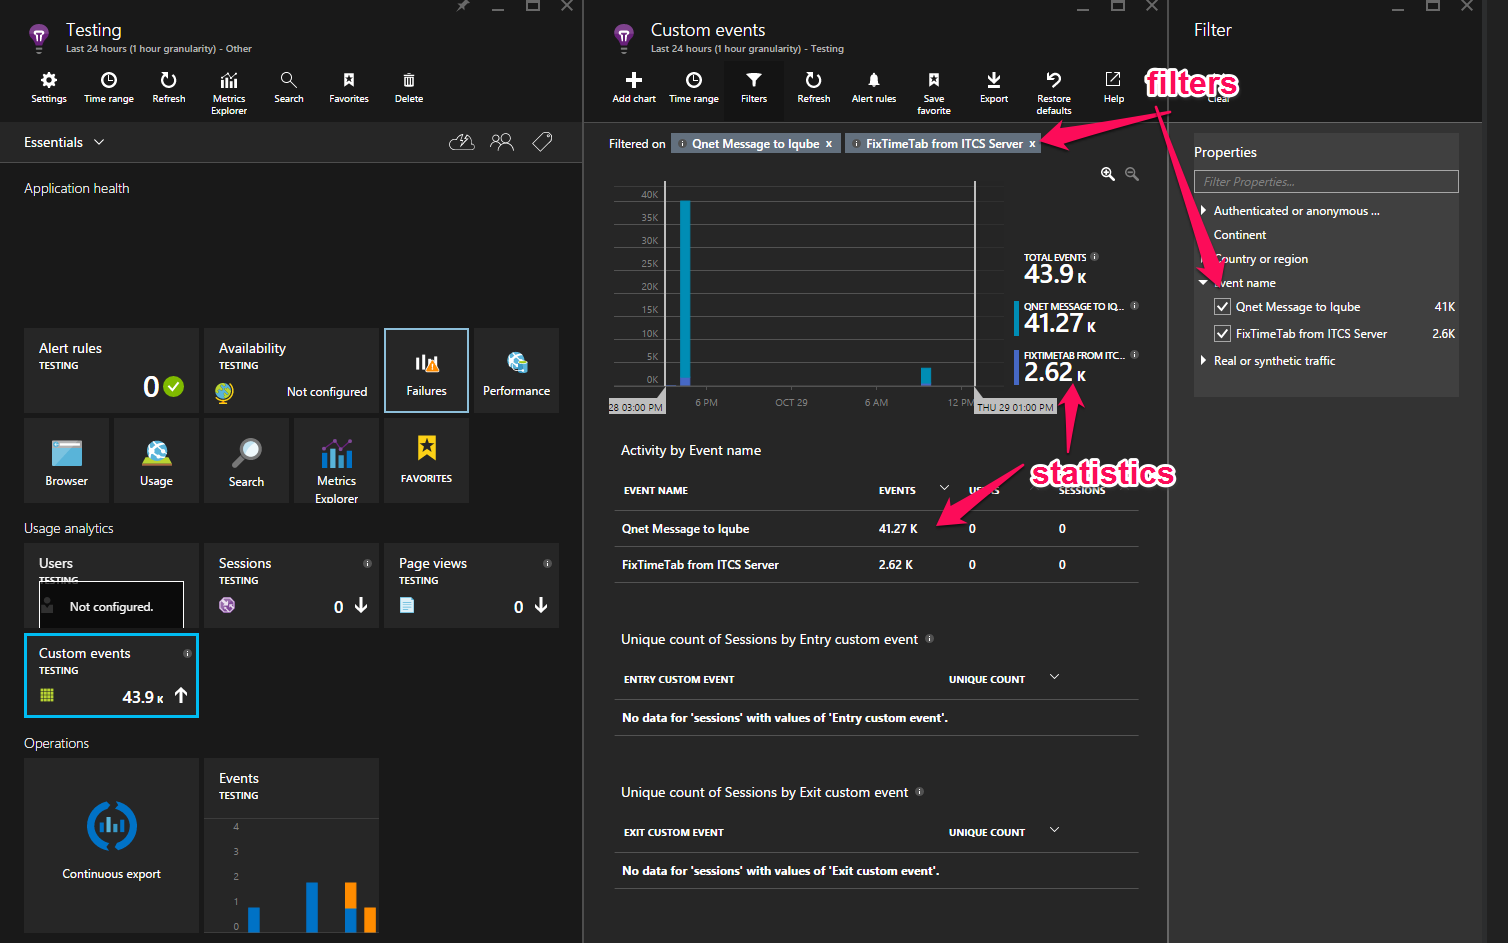 Testing
Last 24 hours (1 hour granularity) - Other
Settings
Time range
Refresh
Metrics Explorer
Search
Favorites
Delete
Essentials
Application health
Alert rules
TESTING
0
Availability
TESTING
Not configured
Failures
Performance
Browser
Usage
Search
Metrics Explorer
FAVORITES
Usage analytics
Users
TESTING
Not configured.
Sessions
TESTING
0
Page views
TESTING
0
Custom events
TESTING
43.9 K
Operations
Continuous export
Events
TESTING
4
3
2
1
0
Custom events
Last 24 hours (1 hour granularity) - Testing
Add chart
Time range
Filters
Refresh
Alert rules
Save favorite
Export
Restore defaults
Help
Filtered on
Qnet Message to Iqube x
FixTimeTab from ITCS Server x
40K
35K
30K
25K
20K
15K
10K
5K
0K
28 03:00 PM
6 PM
OCT 29
6 AM
12 PM
THU 29 01:00 PM
TOTAL EVENTS
43.9 K
QNET MESSAGE TO IQ...
41.27 K
FIXTIMETAB FROM ITC...
2.62 K
statistics
Activity by Event name
EVENT NAME EVENTS USERS SESSIONS
Qnet Message to Iqube 41.27 K 0 0
FixTimeTab from ITCS Server 2.62 K 0 0
Unique count of Sessions by Entry custom event
ENTRY CUSTOM EVENT UNIQUE COUNT
No data for 'sessions' with values of 'Entry custom event'.
Unique count of Sessions by Exit custom event
EXIT CUSTOM EVENT UNIQUE COUNT
No data for 'sessions' with values of 'Exit custom event'.
Filter
filters
Clear
Properties
Filter Properties...
Authenticated or anonymous ...
Continent
Country or region
Event name
Qnet Message to Iqube 41K
FixTimeTab from ITCS Server 2.6K
Real or synthetic traffic